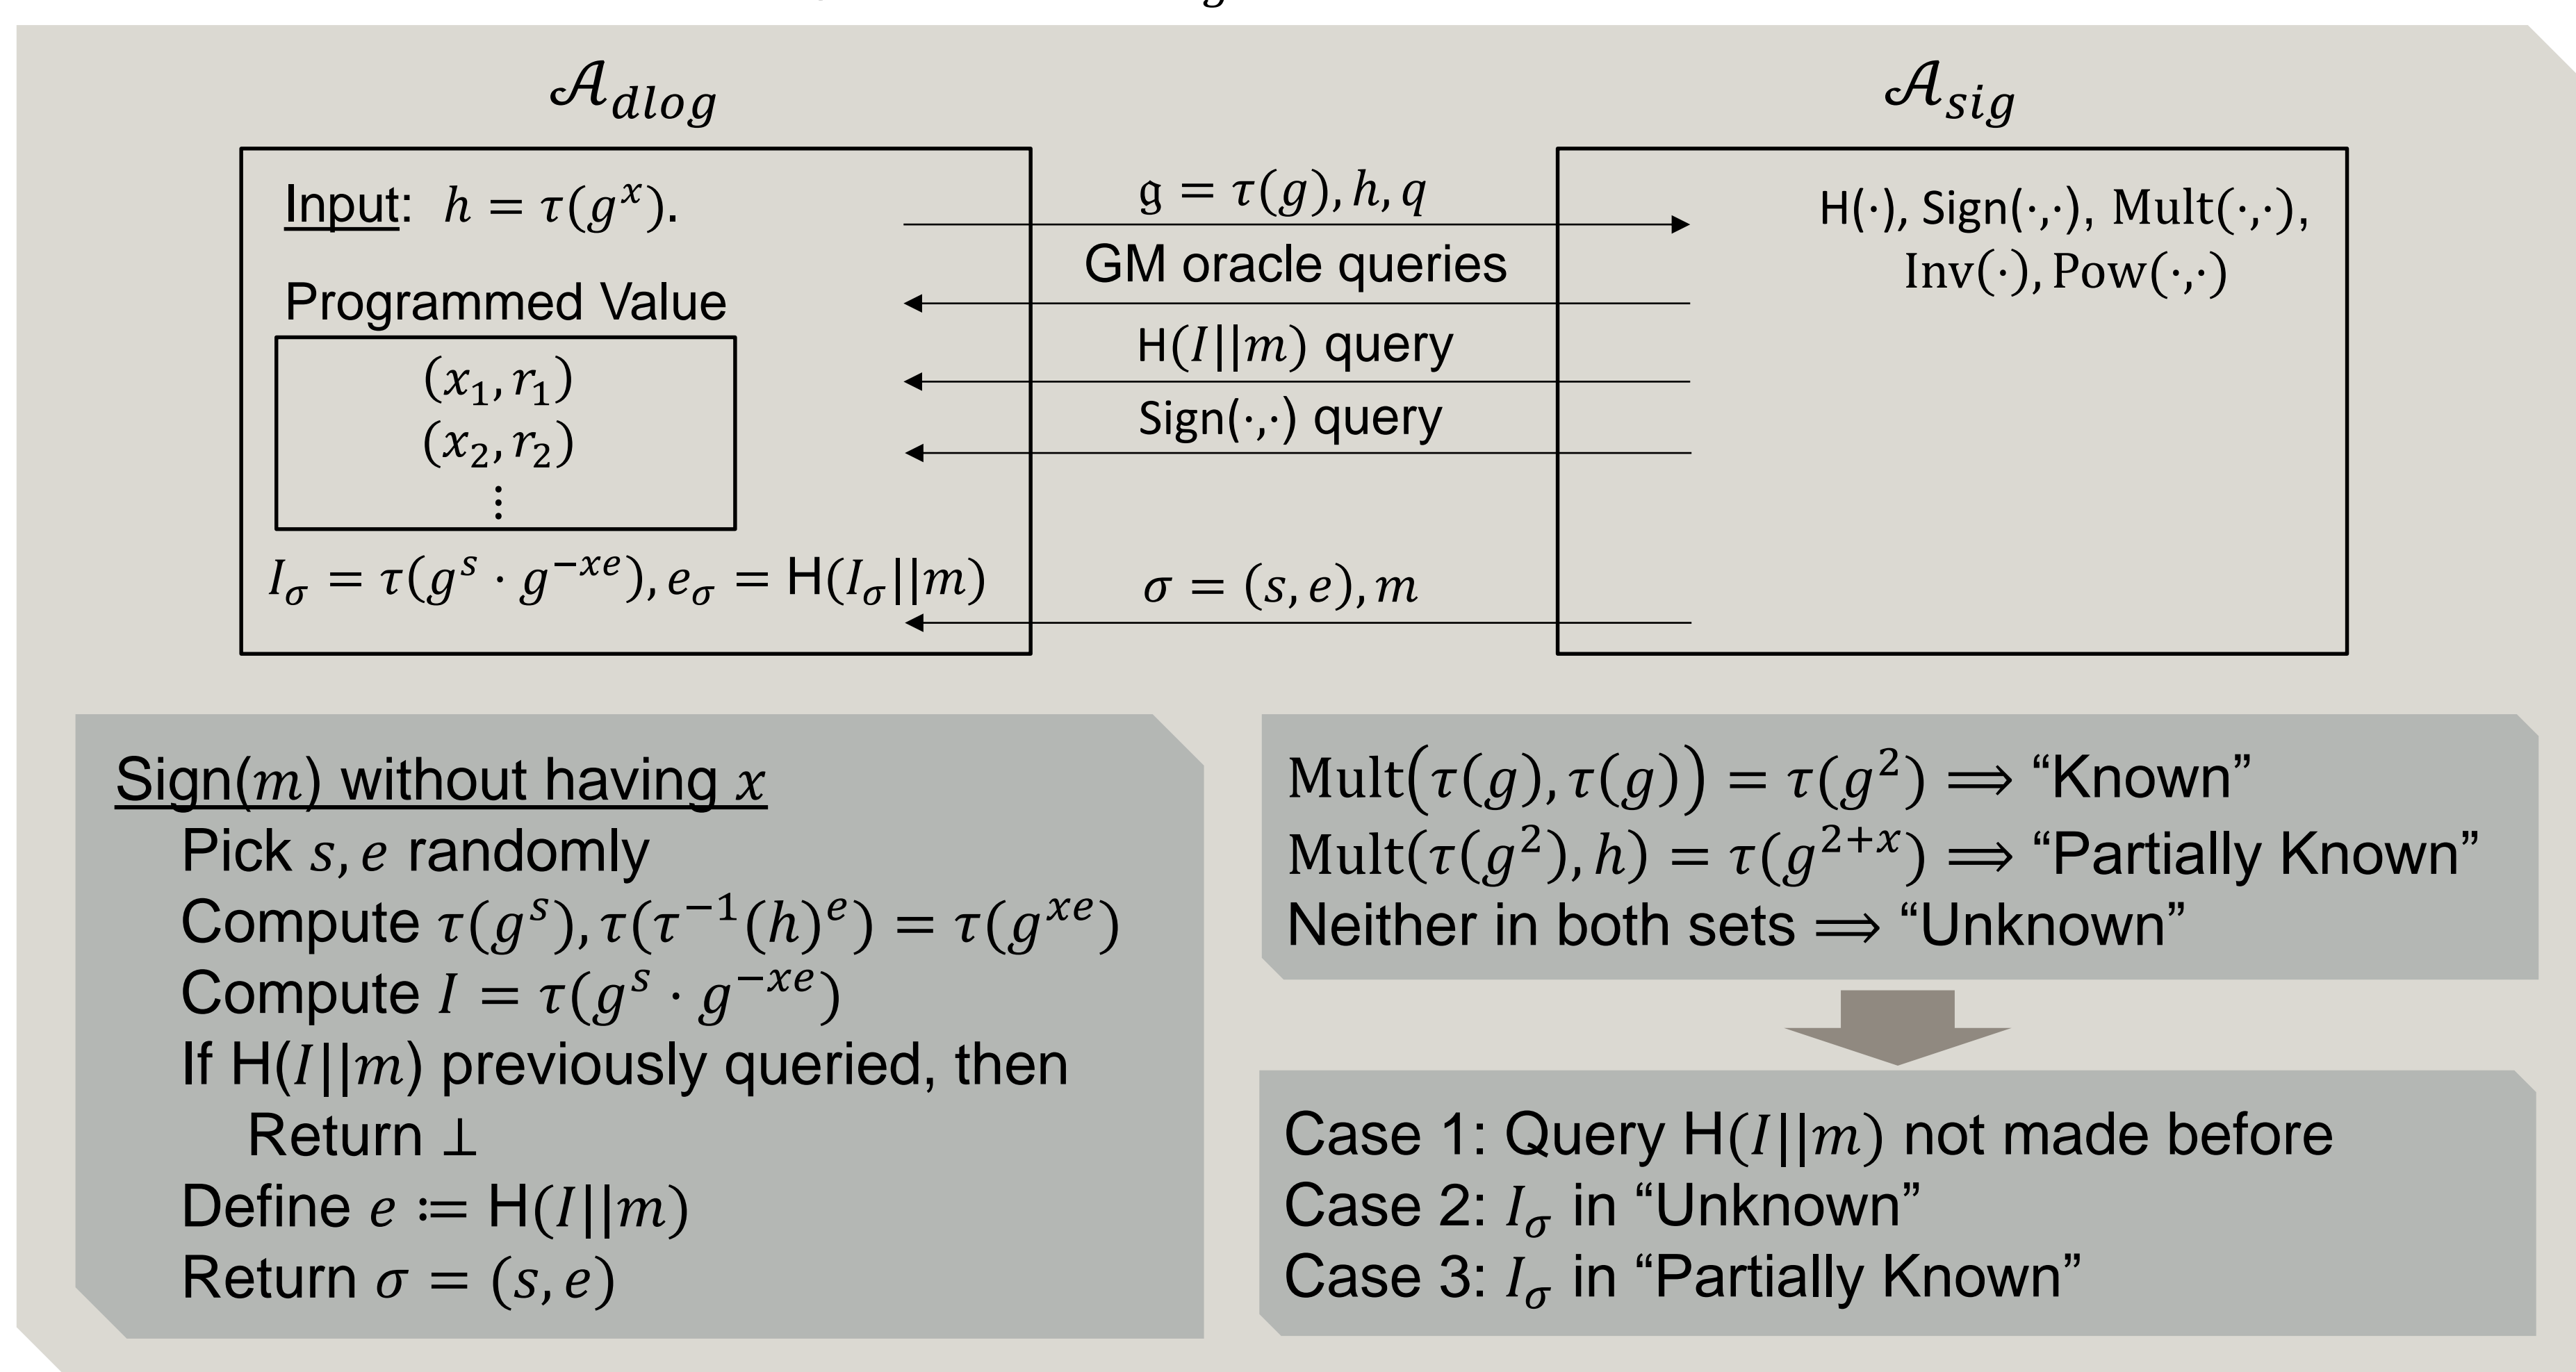 𝒜_dlog
𝒜_sig
Input: h = τ(g^x).
Programmed Value
(x_1, r_1)
(x_2, r_2)
⋮
I_σ = τ(g^s · g^{−xe}), e_σ = H(I_σ||m)
𝔤 = τ(g), h, q
GM oracle queries
H(I||m) query
Sign(·,·) query
σ = (s, e), m
H(·), Sign(·,·), Mult(·,·),
Inv(·), Pow(·,·)
Sign(m) without having x
Pick s, e randomly
Compute τ(g^s), τ(τ^{−1}(h)^e) = τ(g^{xe})
Compute I = τ(g^s · g^{−xe})
If H(I||m) previously queried, then
Return ⊥
Define e ≔ H(I||m)
Return σ = (s, e)
Mult(τ(g), τ(g)) = τ(g^2) ⟹ “Known”
Mult(τ(g^2), h) = τ(g^{2+x}) ⟹ “Partially Known”
Neither in both sets ⟹ “Unknown”
Case 1: Query H(I||m) not made before
Case 2: I_σ in “Unknown”
Case 3: I_σ in “Partially Known”